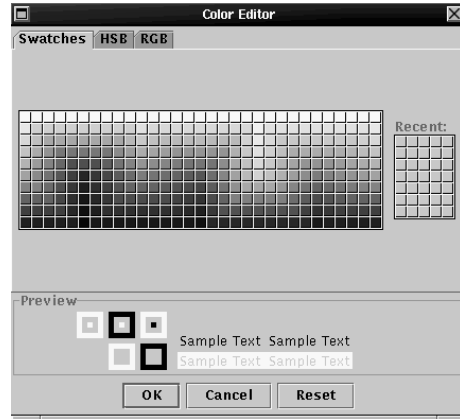 Color Editor
Swatches HSB RGB
Recent:
Preview
Sample Text Sample Text
Sample Text Sample Text
OK Cancel Reset